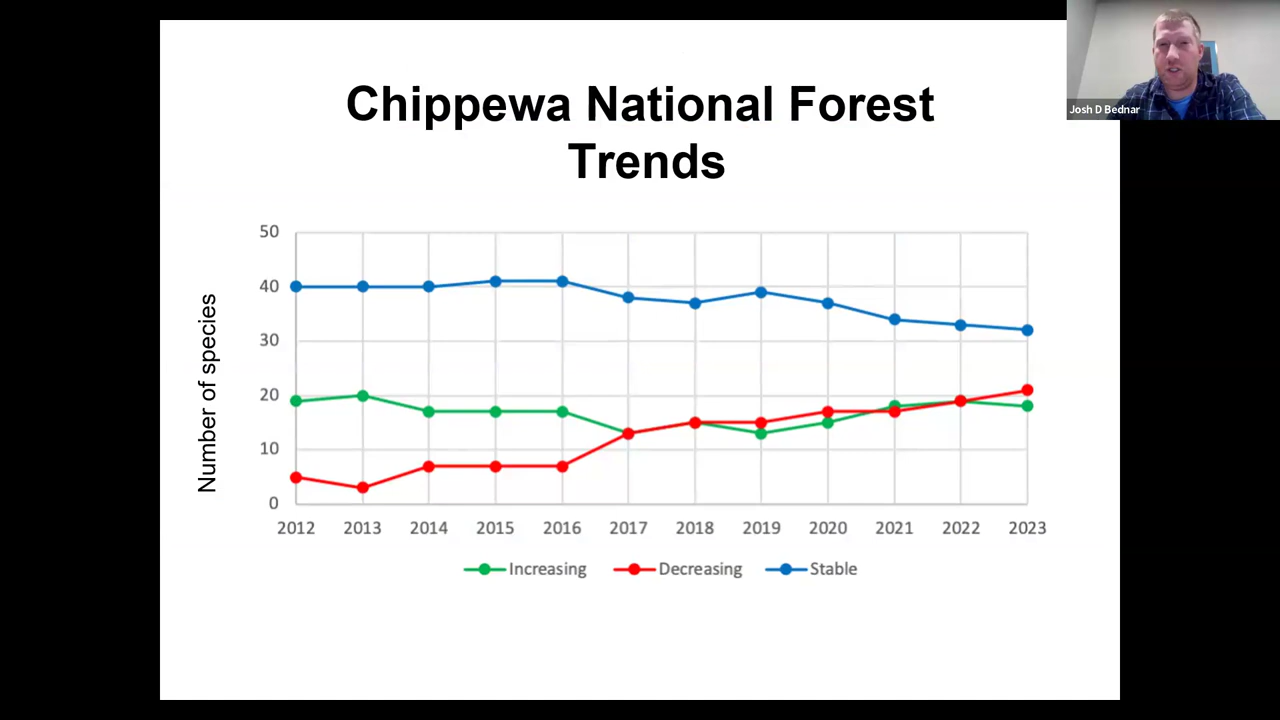 Josh D Bednar
Chippewa National Forest
Trends
Number of species
50
40
30
20
10
0
2012 2013 2014 2015 2016 2017 2018 2019 2020 2021 2022 2023
Increasing Decreasing Stable